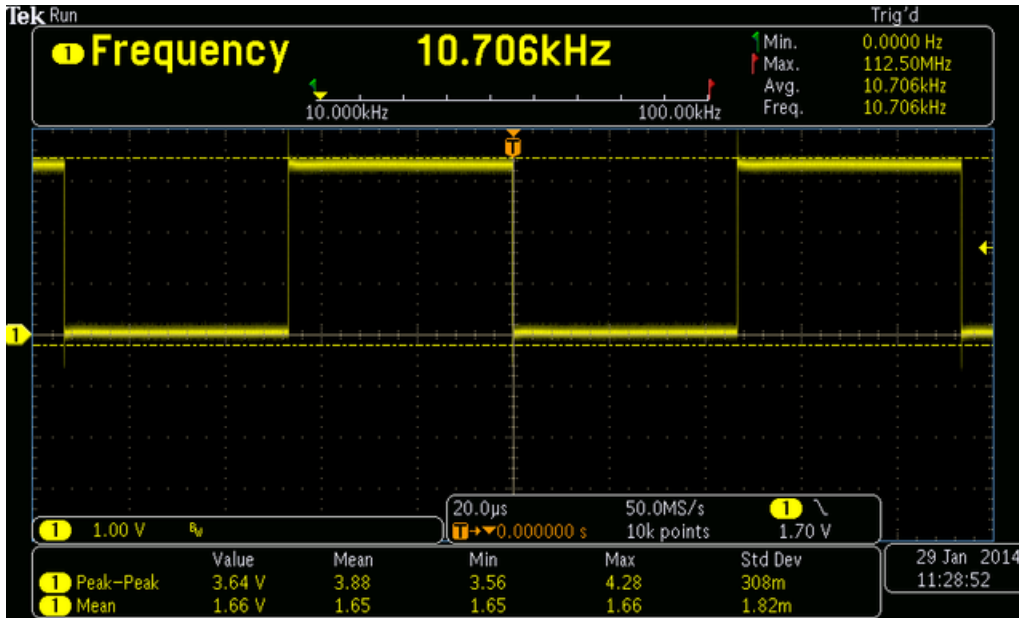 Tek Run Trig'd
1 Frequency 10.706kHz
Min. 0.0000 Hz
Max. 112.50MHz
Avg. 10.706kHz
Freq. 10.706kHz
10.000kHz 100.00kHz
T
1
20.0µs 50.0MS/s 1
1 1.00 V BW T→▼0.000000 s 10k points 1.70 V
Value Mean Min Max Std Dev
1 Peak-Peak 3.64 V 3.88 3.56 4.28 308m
1 Mean 1.66 V 1.65 1.65 1.66 1.82m
29 Jan 2014
11:28:52